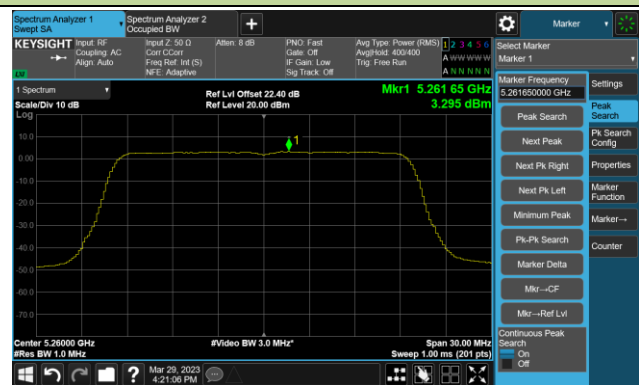 Spectrum Analyzer 1
Swept SA
Spectrum Analyzer 2
Occupied BW
+
Marker
KEYSIGHT
Input: RF
Coupling: AC
Align: Auto
Input Z: 50 Ω
Corr CCorr
Freq Ref: Int (S)
NFE: Adaptive
Atten: 8 dB
PNO: Fast
Gate: Off
IF Gain: Low
Sig Track: Off
Avg Type: Power (RMS)
Avg|Hold: 400/400
Trig: Free Run
1 2 3 4 5 6
A W W W W W
A N N N N N
Select Marker
Marker 1
1 Spectrum
Scale/Div 10 dB
Log
Ref Lvl Offset 22.40 dB
Ref Level 20.00 dBm
Mkr1 5.261 65 GHz
3.295 dBm
1
10.0
0.00
-10.0
-20.0
-30.0
-40.0
-50.0
-60.0
-70.0
Center 5.26000 GHz
#Res BW 1.0 MHz
#Video BW 3.0 MHz*
Span 30.00 MHz
Sweep 1.00 ms (201 pts)
Marker Frequency
5.261650000 GHz
Peak Search
Next Peak
Next Pk Right
Next Pk Left
Minimum Peak
Pk-Pk Search
Marker Delta
Mkr→CF
Mkr→Ref Lvl
Continuous Peak
Search
On
Off
Settings
Peak
Search
Pk Search
Config
Properties
Marker
Function
Marker→
Counter
?
Mar 29, 2023
4:21:06 PM